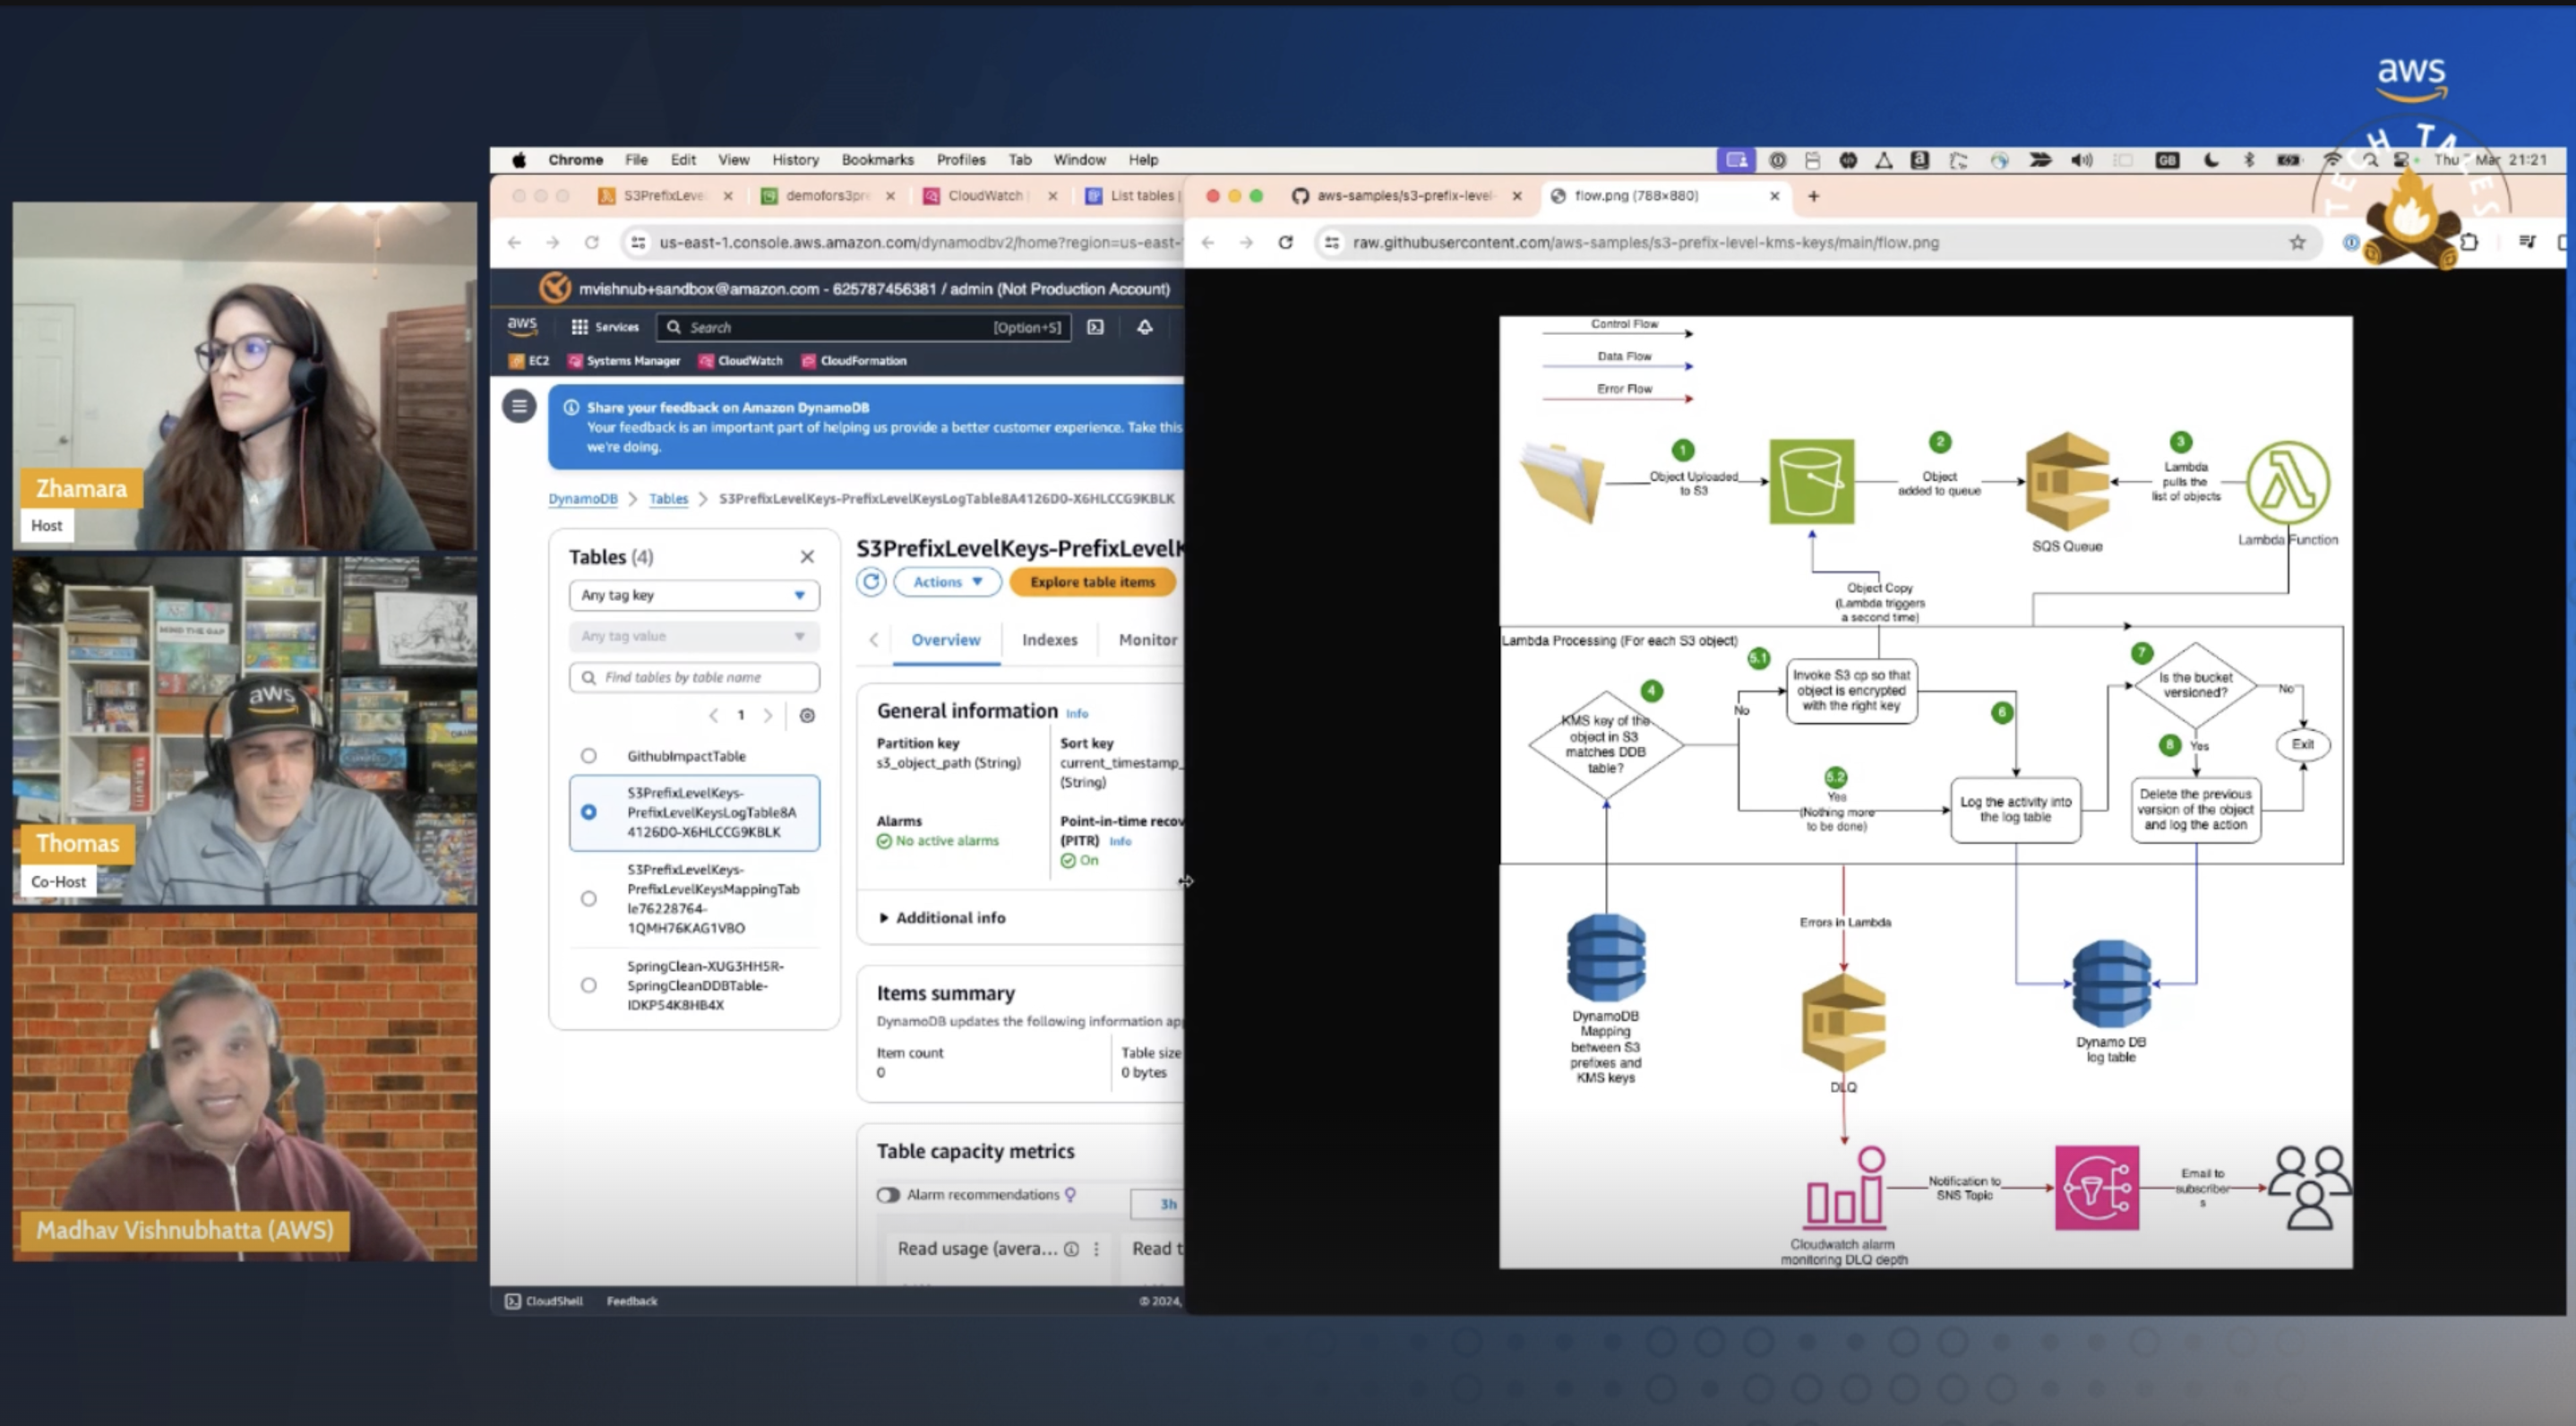 aws
TECH TALES
Chrome File Edit View History Bookmarks Profiles Tab Window Help
GB
Thu
Mar 21:21
S3PrefixLeve
demofors3pre
CloudWatch
List tables
aws-samples/s3-prefix-level-
flow.png (788×880)
us-east-1.console.aws.amazon.com/dynamodbv2/home?region=us-east-
raw.githubusercontent.com/aws-samples/s3-prefix-level-kms-keys/main/flow.png
mvishnub+sandbox@amazon.com - 625787456381 / admin (Not Production Account)
aws
Services
Search
[Option+S]
EC2
Systems Manager
CloudWatch
CloudFormation
Share your feedback on Amazon DynamoDB
Your feedback is an important part of helping us provide a better customer experience. Take this
we're doing.
DynamoDB > Tables > S3PrefixLevelKeys-PrefixLevelKeysLogTable8A4126D0-X6HLCCG9KBLK
Tables (4)
Any tag key
Any tag value
Find tables by table name
1
GithubImpactTable
S3PrefixLevelKeys-
PrefixLevelKeysLogTable8A
4126D0-X6HLCCG9KBLK
S3PrefixLevelKeys-
PrefixLevelKeysMappingTab
le76228764-
1QMH76KAG1VBO
SpringClean-XUG3HH5R-
SpringCleanDDBTable-
IDKP54K8HB4X
S3PrefixLevelKeys-PrefixLevelK
Actions
Explore table items
Overview
Indexes
Monitor
General information Info
Partition key
s3_object_path (String)
Sort key
current_timestamp_
(String)
Alarms
No active alarms
Point-in-time recov
(PITR) Info
On
Additional info
Items summary
DynamoDB updates the following information app
Item count
0
Table size
0 bytes
Table capacity metrics
Alarm recommendations
3h
Read usage (avera...
Read t
CloudShell
Feedback
© 2024,
Control Flow
Data Flow
Error Flow
1
Object Uploaded
to S3
2
Object
added to queue
SQS Queue
3
Lambda
pulls the
list of objects
Lambda Function
Object Copy
(Lambda triggers
a second time)
Lambda Processing (For each S3 object)
4
KMS key of the
object in S3
matches DDB
table?
No
5.1
Invoke S3 cp so that
object is encrypted
with the right key
5.2
Yes
(Nothing more
to be done)
6
Log the activity into
the log table
7
Is the bucket
versioned?
No
Exit
8
Yes
Delete the previous
version of the object
and log the action
DynamoDB
Mapping
between S3
prefixes and
KMS keys
Errors in Lambda
DLQ
Dynamo DB
log table
Cloudwatch alarm
monitoring DLQ depth
Notification to
SNS Topic
Email to
subscriber
s
Zhamara
Host
MIND THE GAP
aws
Thomas
Co-Host
Madhav Vishnubhatta (AWS)